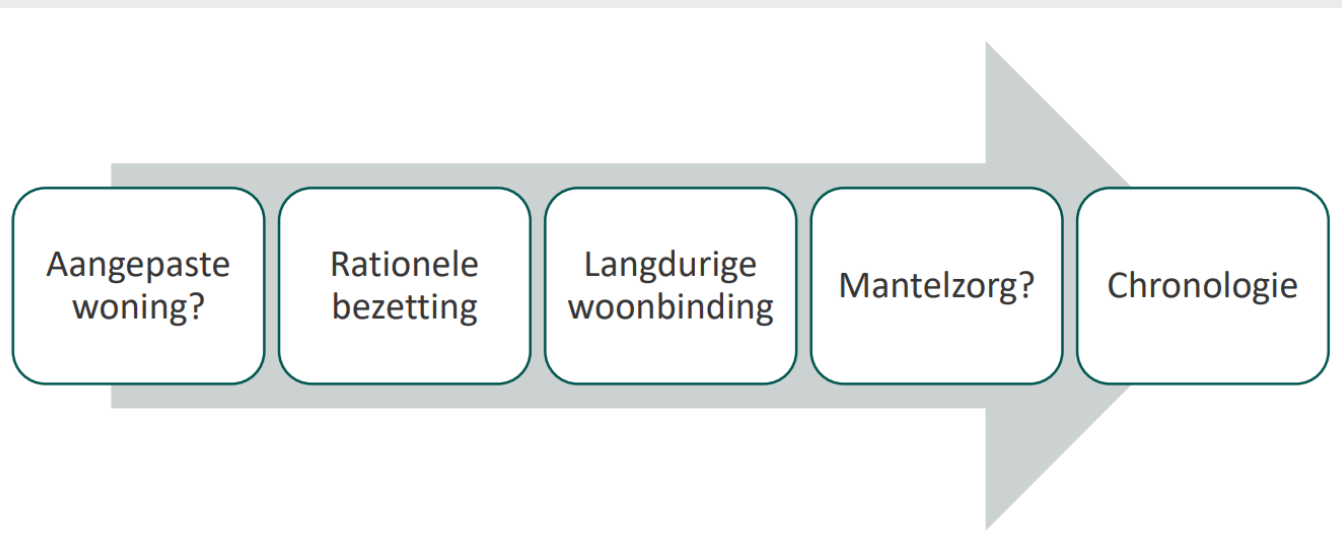 Aangepaste
woning?
Rationele
bezetting
Langdurige
woonbinding
Mantelzorg?
Chronologie